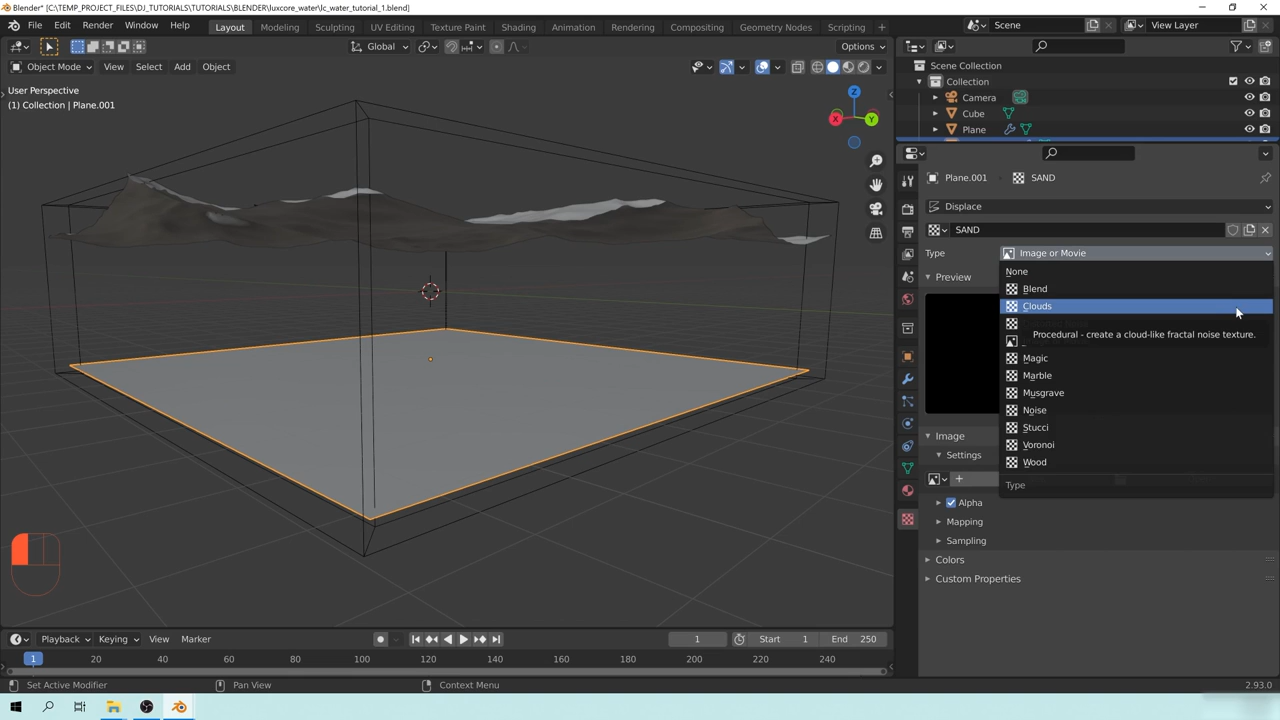 Blender* [C:\TEMP_PROJECT_FILES\DJ_TUTORIALS\TUTORIALS\BLENDER\luxcore_water\lc_water_tutorial_1.blend]
File Edit Render Window Help Layout Modeling Sculpting UV Editing Texture Paint Shading Animation Rendering Compositing Geometry Nodes Scripting Scene View Layer
Global Options
Object Mode View Select Add Object
User Perspective
(1) Collection | Plane.001
Z
X Y
Scene Collection
Collection
Camera
Cube
Plane
Plane.001 SAND
Displace
SAND
Type Image or Movie
None
Preview
Blend
Clouds
Procedural - create a cloud-like fractal noise texture.
Magic
Marble
Musgrave
Noise
Stucci
Voronoi
Wood
Type
Image
Settings
Alpha
Mapping
Sampling
Colors
Custom Properties
Playback Keying View Marker 1 Start 1 End 250
1 20 40 60 80 100 120 140 160 180 200 220 240
Set Active Modifier Pan View Context Menu 2.93.0